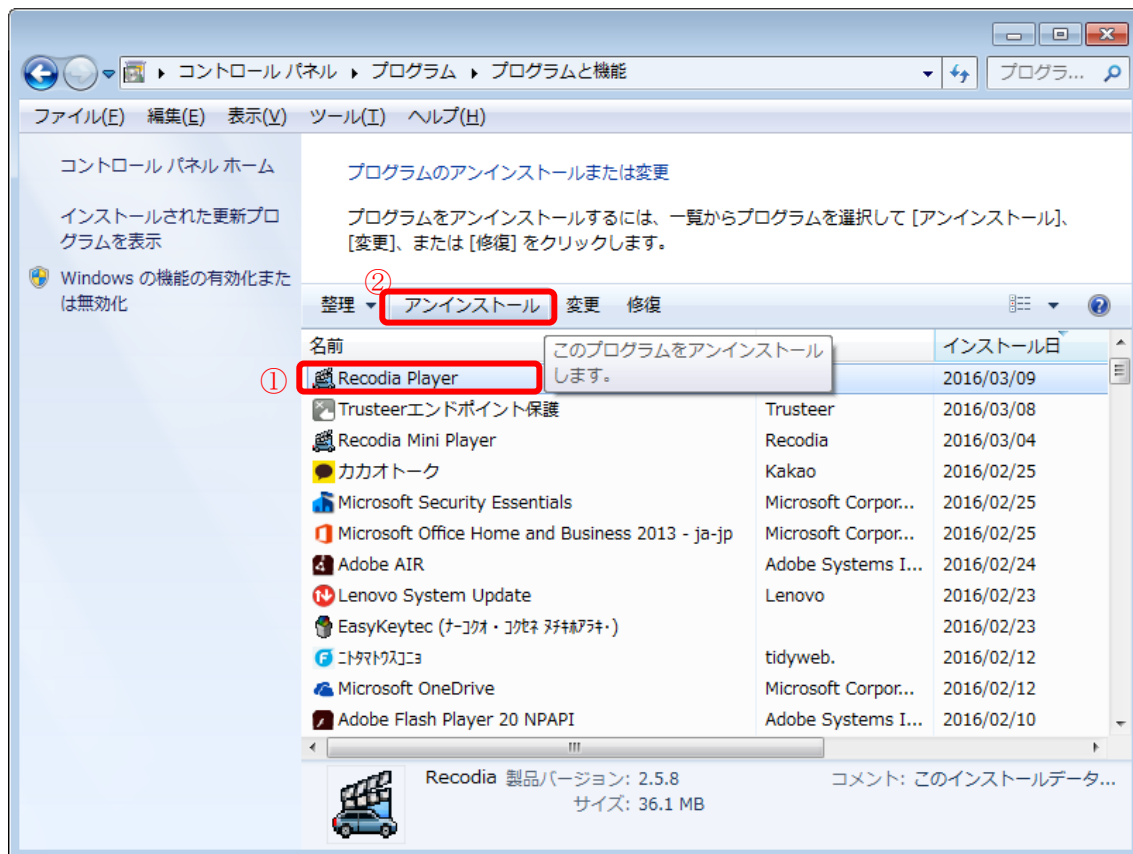 コントロール パネル ▸ プログラム ▸ プログラムと機能
プログラ...
ファイル(F) 編集(E) 表示(V) ツール(T) ヘルプ(H)
コントロール パネル ホーム
インストールされた更新プロ
グラムを表示
Windows の機能の有効化また
は無効化
プログラムのアンインストールまたは変更
プログラムをアンインストールするには、一覧からプログラムを選択して [アンインストール]、
[変更]、または [修復] をクリックします。
②
整理 アンインストール 変更 修復
名前 インストール日
このプログラムをアンインストール
します。
① Recodia Player 2016/03/09
Trusteerエンドポイント保護 Trusteer 2016/03/08
Recodia Mini Player Recodia 2016/03/04
カカオトーク Kakao 2016/02/25
Microsoft Security Essentials Microsoft Corpor... 2016/02/25
Microsoft Office Home and Business 2013 - ja-jp Microsoft Corpor... 2016/02/25
Adobe AIR Adobe Systems I... 2016/02/24
Lenovo System Update Lenovo 2016/02/23
EasyKeytec 2016/02/23
ﾆﾄﾀﾏﾄｳｽｺﾆｮ tidyweb. 2016/02/12
Microsoft OneDrive Microsoft Corpor... 2016/02/12
Adobe Flash Player 20 NPAPI Adobe Systems I... 2016/02/10
Recodia 製品バージョン: 2.5.8 コメント: このインストールデータ...
サイズ: 36.1 MB